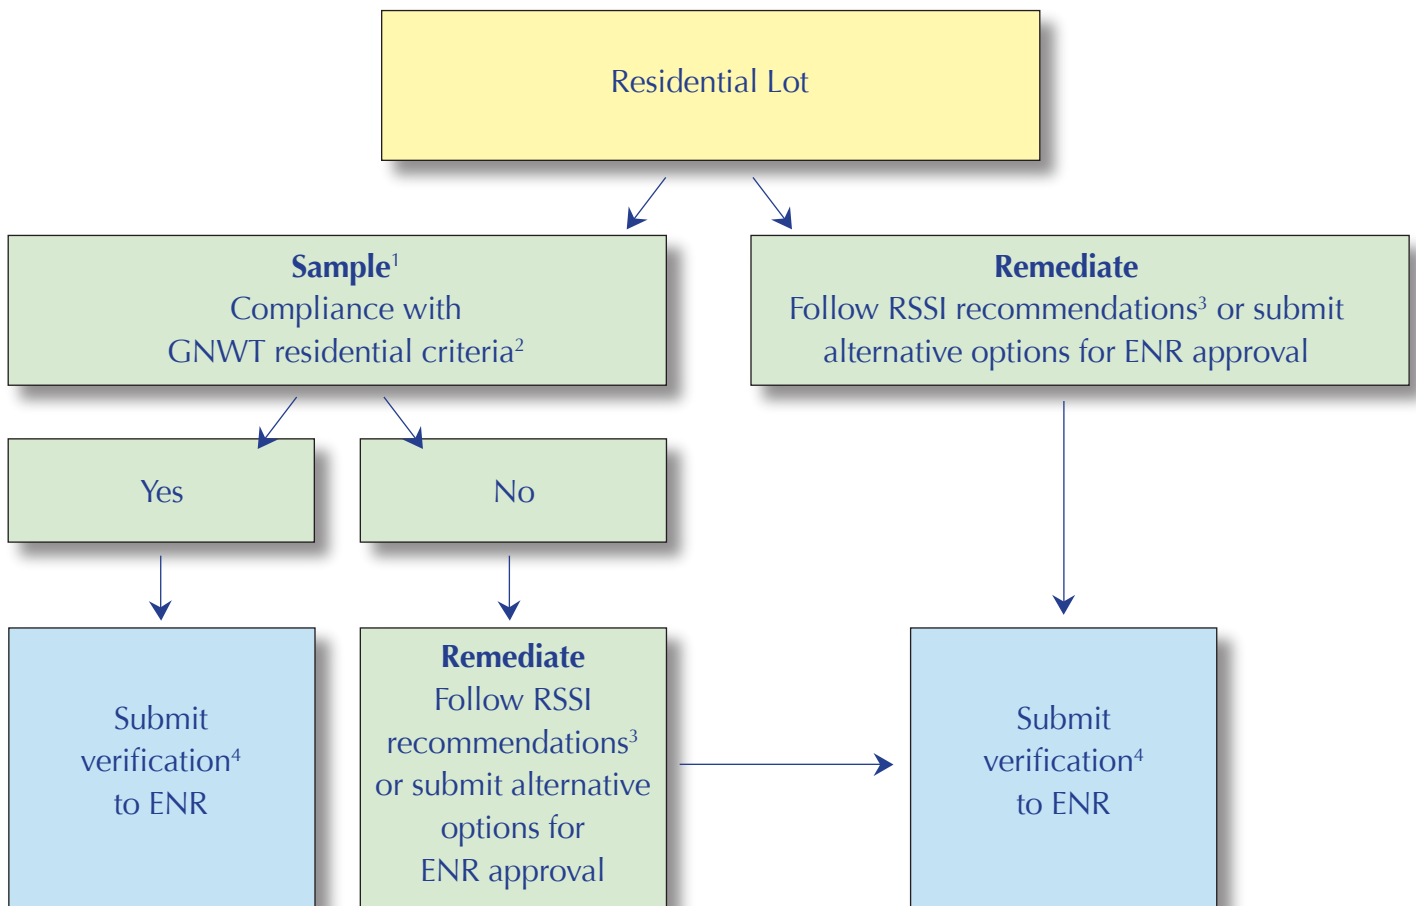 Residential Lot
Sample¹
Compliance with
GNWT residential criteria²
Remediate
Follow RSSI recommendations³ or submit
alternative options for ENR approval
Yes
No
Submit
verification⁴
to ENR
Remediate
Follow RSSI
recommendations³
or submit alternative
options for
ENR approval
Submit
verification⁴
to ENR